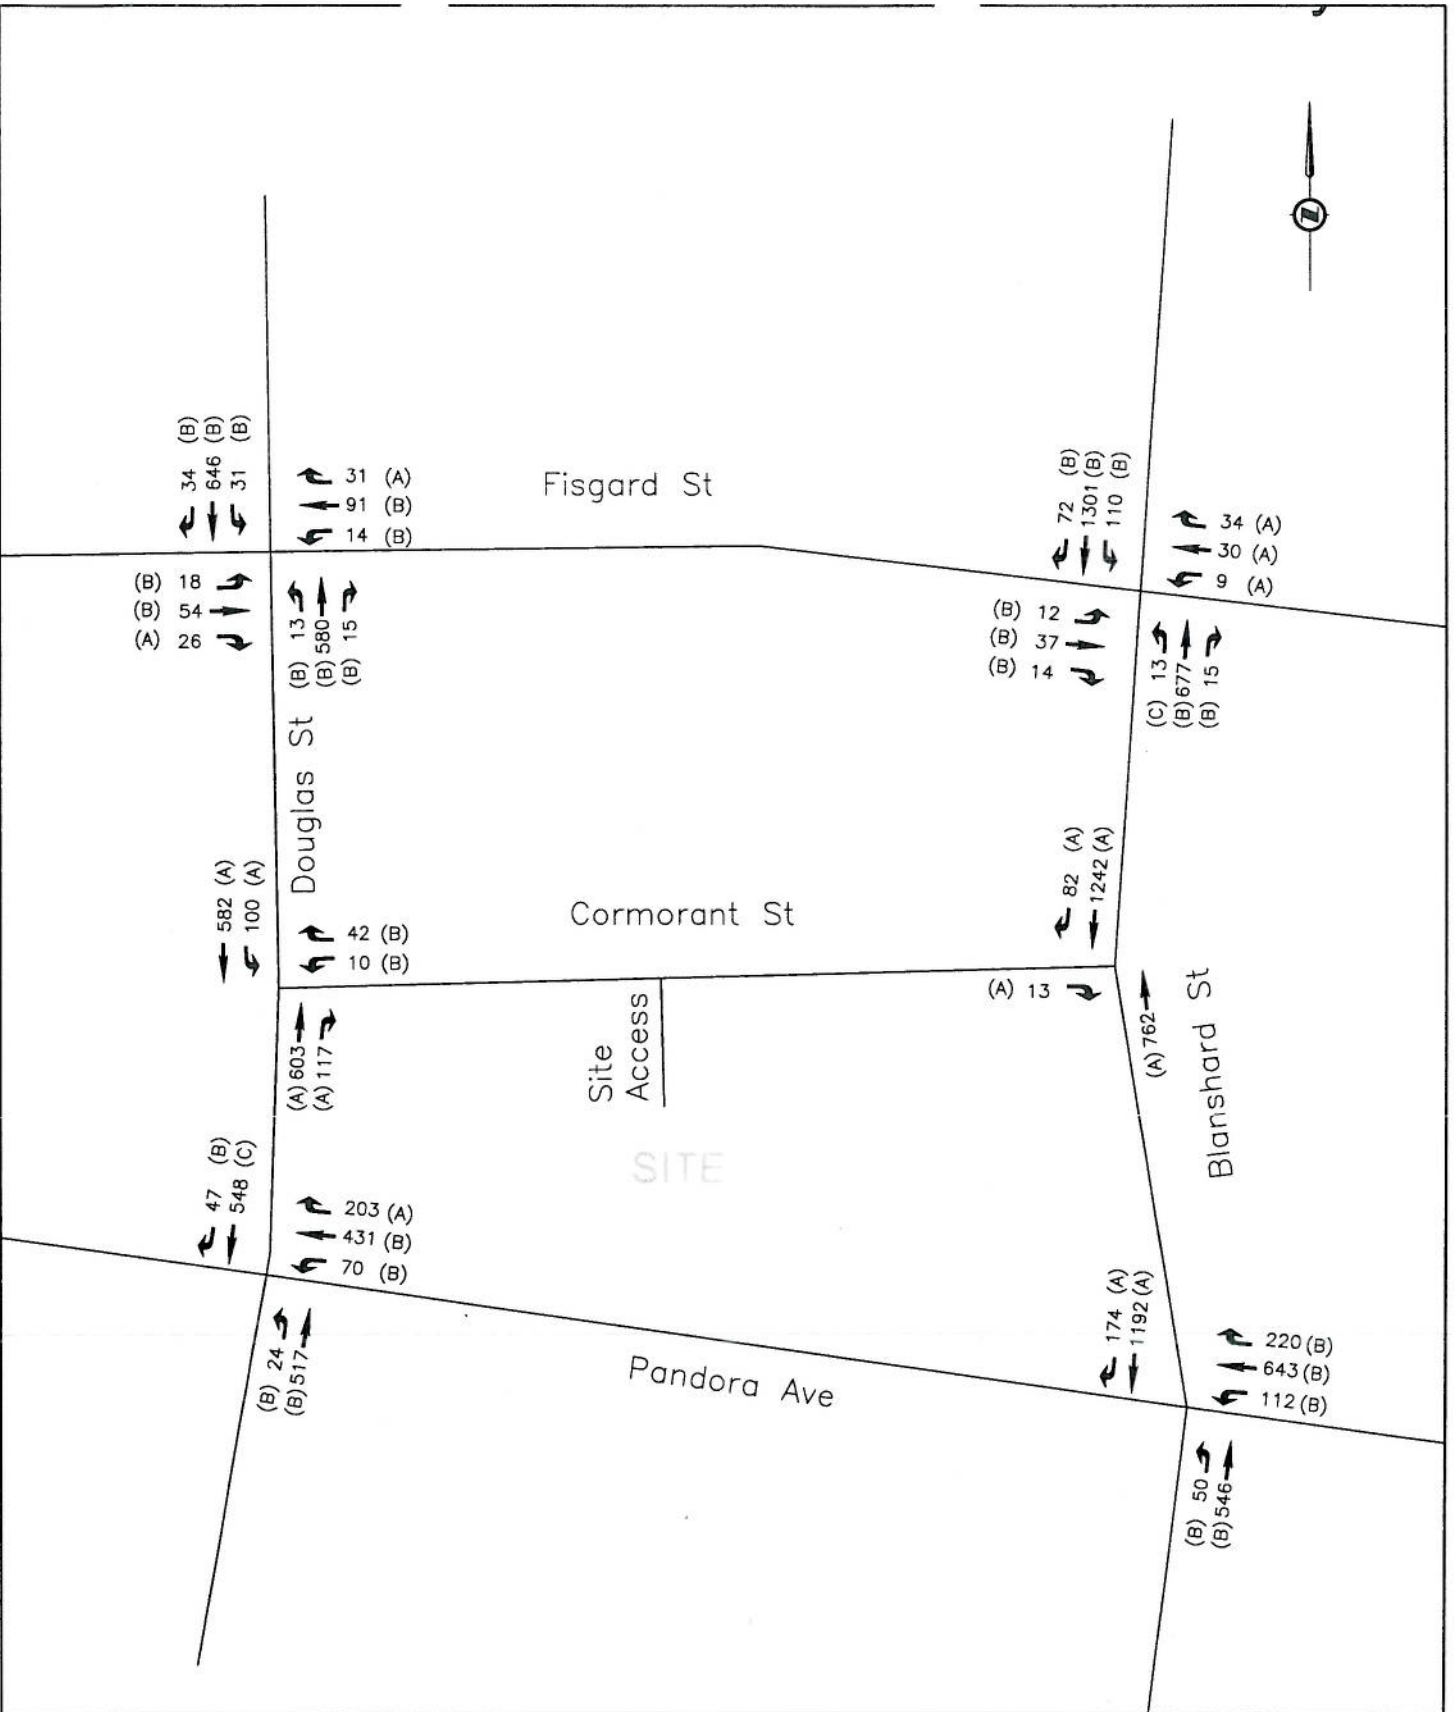 34 (B)
646 (B)
31 (B)
31 (A)
91 (B)
14 (B)
Fisgard St
(B) 18
(B) 54
(A) 26
(B) 13
(B) 580
(B) 15
72 (B)
1301 (B)
110 (B)
34 (A)
30 (A)
9 (A)
(B) 12
(B) 37
(B) 14
(C) 13
(B) 677
(B) 15
Douglas St
582 (A)
100 (A)
42 (B)
10 (B)
Cormorant St
82 (A)
1242 (A)
(A) 13
(A) 603
(A) 117
Site
Access
(A) 762
Blanshard St
SITE
47 (B)
548 (C)
203 (A)
431 (B)
70 (B)
(B) 24
(B) 517
Pandora Ave
174 (A)
1192 (A)
220 (B)
643 (B)
112 (B)
(B) 50
(B) 546